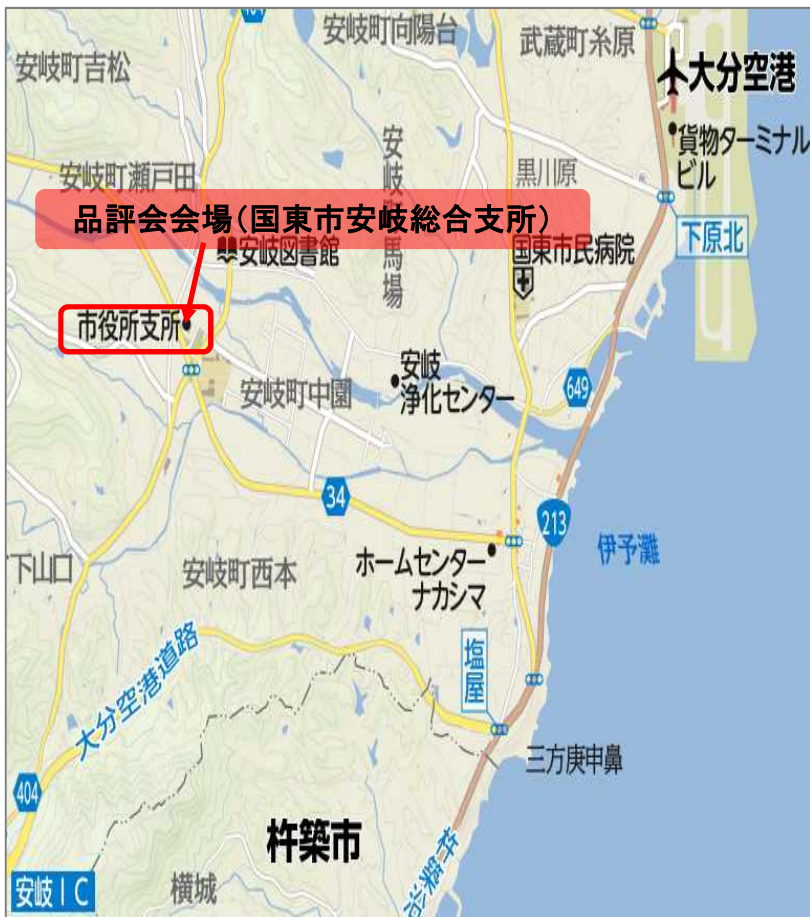 404
安岐町向陽台
武蔵町糸原
安岐町吉松
大分空港
貨物ターミナル
ビル
安岐町瀬戸田
黒川原
下原北
品評会会場(国東市安岐総合支所)
馬場
安岐図書館
国東市民病院
市役所支所
安岐
浄化センター
安岐町中園
649
34
213
伊予灘
ホームセンター
ナカシマ
下山口
安岐町西本
塩屋
大分空港道路
三方庚申鼻
404
杵築市
安岐IC
横城